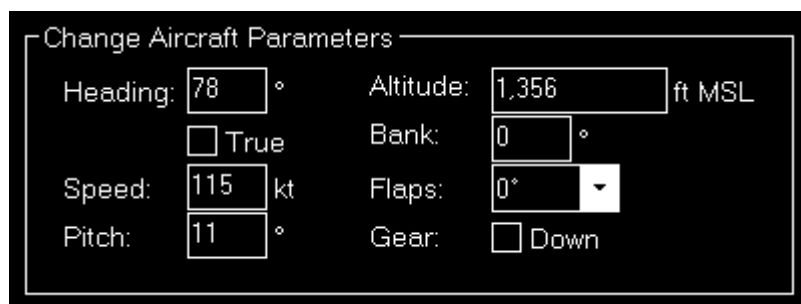 Change Aircraft Parameters
Heading: 78 ° Altitude: 1,356 ft MSL
True Bank: 0 °
Speed: 115 kt Flaps: 0°
Pitch: 11 ° Gear: Down